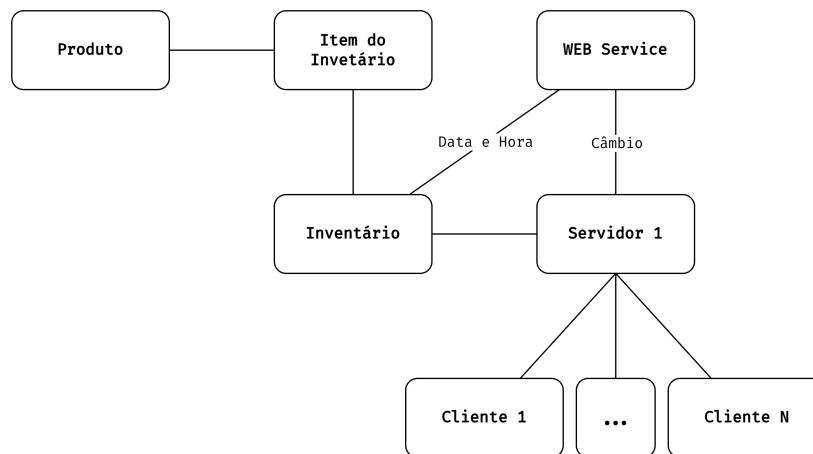 Produto
Item do
Invetário
WEB Service
Data e Hora
Câmbio
Inventário
Servidor 1
Cliente 1
...
Cliente N